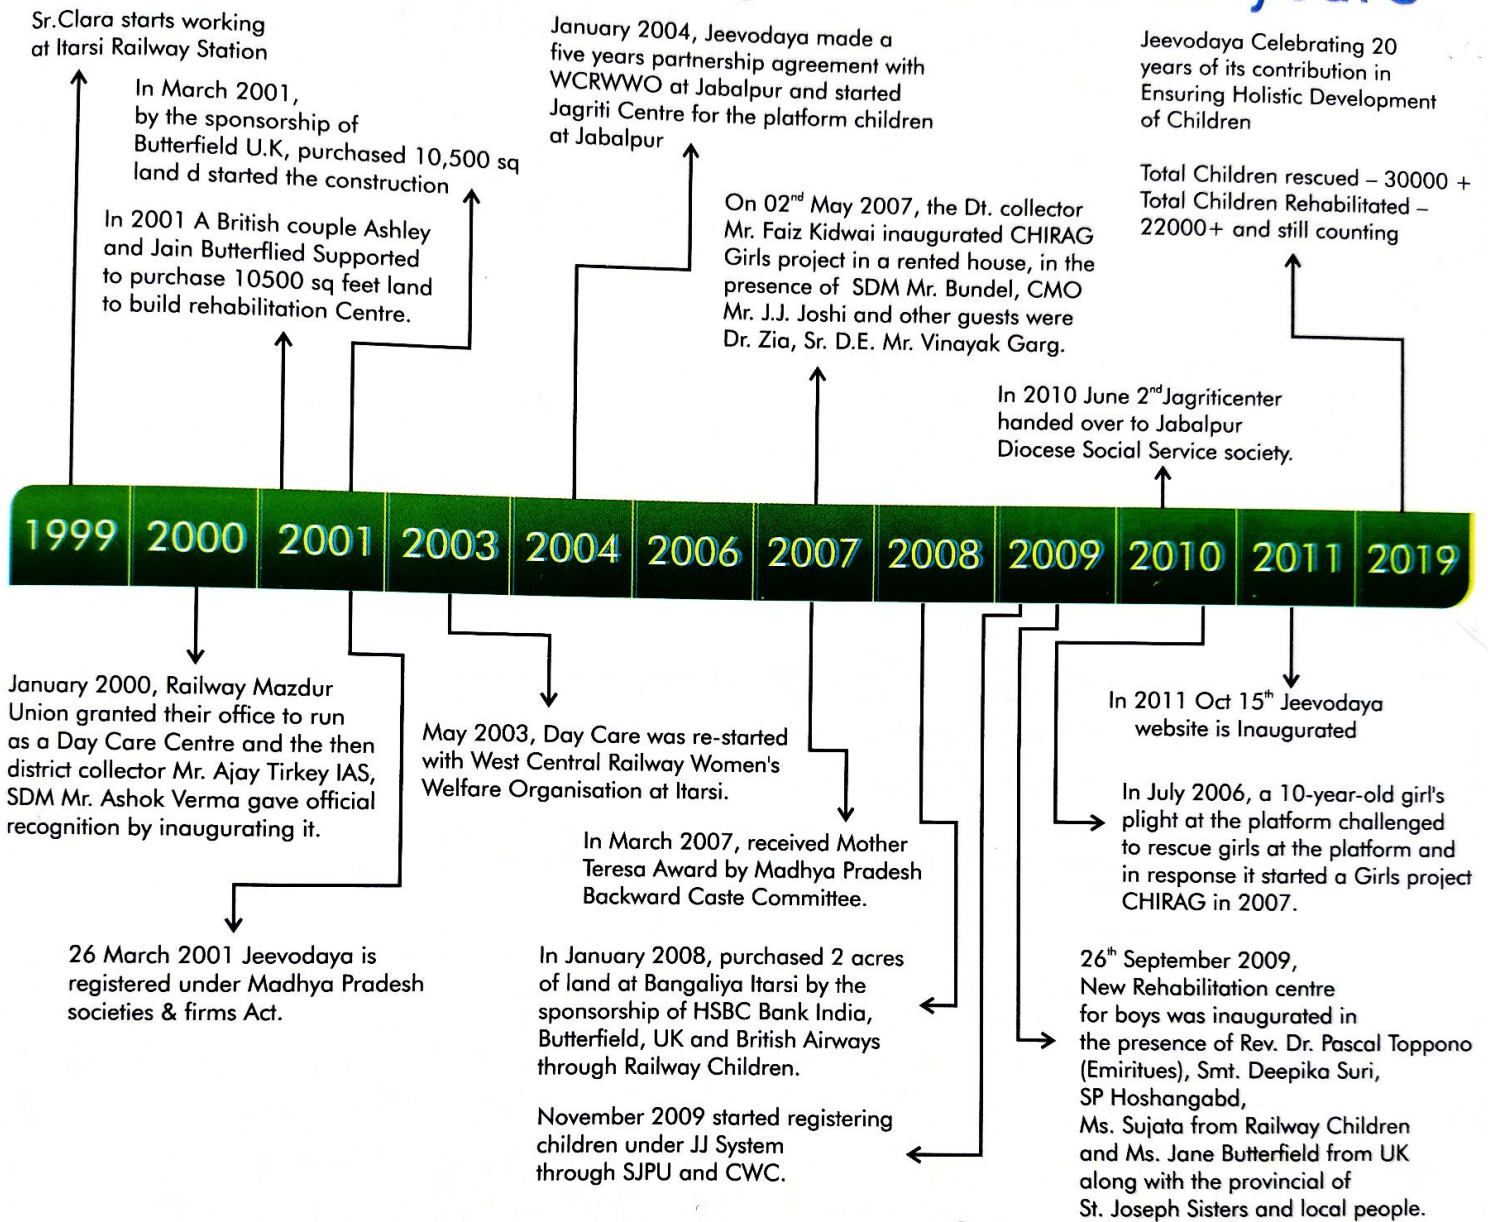 Sr.Clara starts working
at Itarsi Railway Station
In March 2001,
by the sponsorship of
Butterfield U.K, purchased 10,500 sq
land d started the construction
In 2001 A British couple Ashley
and Jain Butterflied Supported
to purchase 10500 sq feet land
to build rehabilitation Centre.
January 2004, Jeevodaya made a
five years partnership agreement with
WCRWWO at Jabalpur and started
Jagriti Centre for the platform children
at Jabalpur
On 02nd May 2007, the Dt. collector
Mr. Faiz Kidwai inaugurated CHIRAG
Girls project in a rented house, in the
presence of SDM Mr. Bundel, CMO
Mr. J.J. Joshi and other guests were
Dr. Zia, Sr. D.E. Mr. Vinayak Garg.
Jeevodaya Celebrating 20
years of its contribution in
Ensuring Holistic Development
of Children
Total Children rescued – 30000 +
Total Children Rehabilitated –
22000+ and still counting
In 2010 June 2nd Jagriticenter
handed over to Jabalpur
Diocese Social Service society.
1999 2000 2001 2003 2004 2006 2007 2008 2009 2010 2011 2019
January 2000, Railway Mazdur
Union granted their office to run
as a Day Care Centre and the then
district collector Mr. Ajay Tirkey IAS,
SDM Mr. Ashok Verma gave official
recognition by inaugurating it.
26 March 2001 Jeevodaya is
registered under Madhya Pradesh
societies & firms Act.
May 2003, Day Care was re-started
with West Central Railway Women's
Welfare Organisation at Itarsi.
In March 2007, received Mother
Teresa Award by Madhya Pradesh
Backward Caste Committee.
In January 2008, purchased 2 acres
of land at Bangaliya Itarsi by the
sponsorship of HSBC Bank India,
Butterfield, UK and British Airways
through Railway Children.
November 2009 started registering
children under JJ System
through SJPU and CWC.
In 2011 Oct 15th Jeevodaya
website is Inaugurated
In July 2006, a 10-year-old girl's
plight at the platform challenged
to rescue girls at the platform and
in response it started a Girls project
CHIRAG in 2007.
26th September 2009,
New Rehabilitation centre
for boys was inaugurated in
the presence of Rev. Dr. Pascal Toppono
(Emiritues), Smt. Deepika Suri,
SP Hoshangabd,
Ms. Sujata from Railway Children
and Ms. Jane Butterfield from UK
along with the provincial of
St. Joseph Sisters and local people.